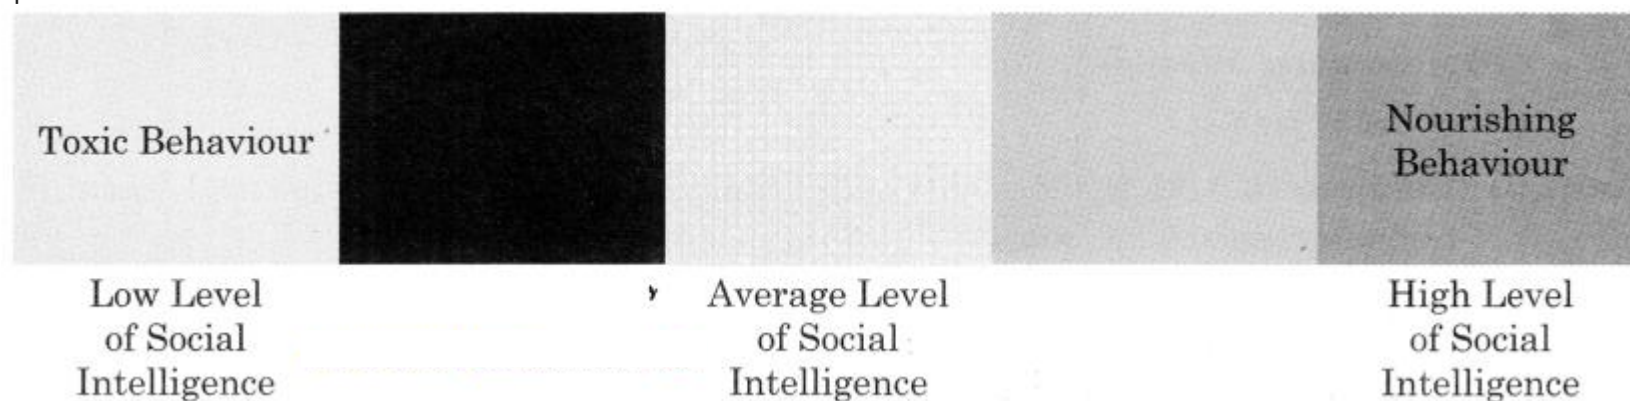 Toxic Behaviour
Nourishing
Behaviour
Low Level
of Social
Intelligence
Average Level
of Social
Intelligence
High Level
of Social
Intelligence